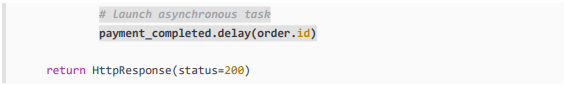 # launch asynchronous task
payment_completed.delay(order.id)
return HttpResponse(status=200)